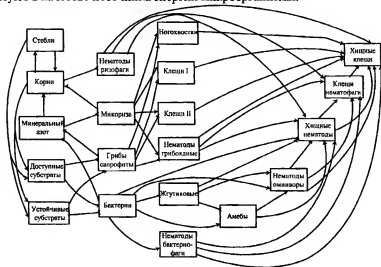 Стебли
Корни
Минеральный
азот
Доступные
субстраты
Устойчивые
субстраты
Нематоды
ризофаги
Микориза
Грибы
сапрофиты
Бактерии
Ногохвостки
Клещи I
Клещи II
Нематоды
грибоядные
Жгутиковые
Амебы
Нематоды
бактерио-
фаги
Нематоды
омнивары
Хищные
нематоды
Клещи
нематофаги
Хищные
клещи